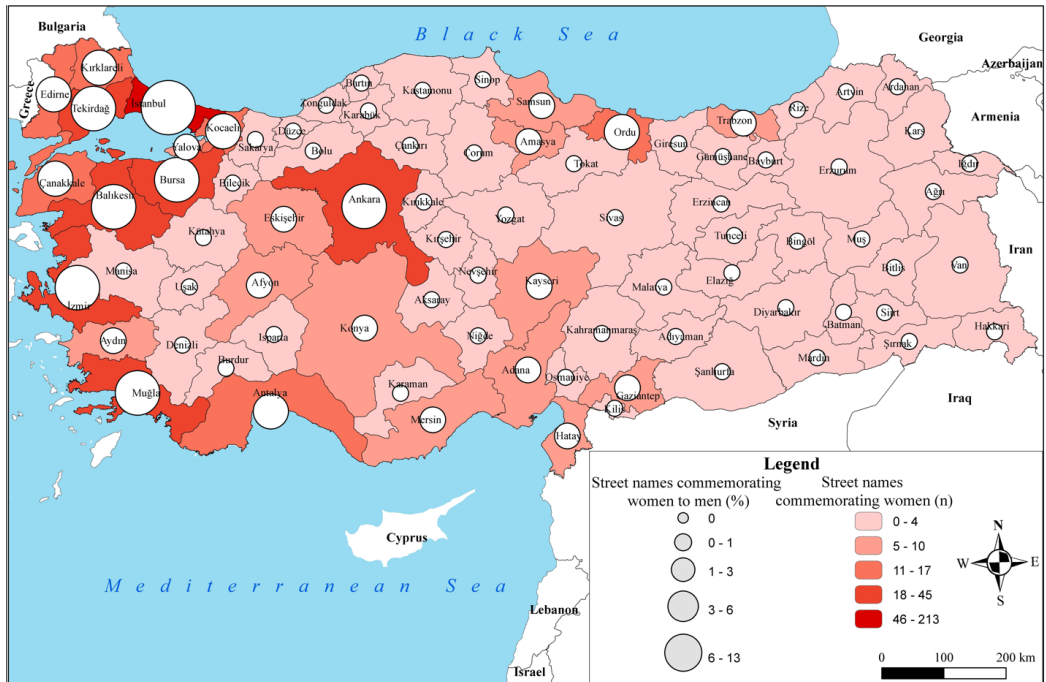 Bulgaria
Black Sea
Georgia
Azerbaijan
Armenia
Greece
Iran
Iraq
Syria
Cyprus
Lebanon
Israel
Mediterranean Sea
Kırklareli
Edirne
Tekirdağ
İstanbul
Kocaeli
Yalova
Sakarya
Düzce
Bolu
Zonguldak
Bartın
Karabük
Kastamonu
Sinop
Samsun
Amasya
Çankırı
Çorum
Tokat
Ordu
Giresun
Trabzon
Gümüşhane
Bayburt
Rize
Artvin
Ardahan
Kars
Iğdır
Ağrı
Erzurum
Erzincan
Çanakkale
Balıkesir
Bursa
Bilecik
Eskişehir
Kütahya
Ankara
Kırıkkale
Yozgat
Sivas
Kırşehir
Nevşehir
Kayseri
Tunceli
Bingöl
Muş
Elazığ
Bitlis
Van
Malatya
Manisa
Uşak
Afyon
İzmir
Aksaray
Konya
Niğde
Isparta
Denizli
Burdur
Aydın
Muğla
Antalya
Karaman
Mersin
Adana
Osmaniye
Kahramanmaraş
Adıyaman
Gaziantep
Kilis
Hatay
Şanlıurfa
Diyarbakır
Batman
Siirt
Mardin
Şırnak
Hakkari
Legend
Street names commemorating
women to men (%)
0
0 - 1
1 - 3
3 - 6
6 - 13
Street names
commemorating women (n)
0 - 4
5 - 10
11 - 17
18 - 45
46 - 213
N
W
E
S
0
100
200 km